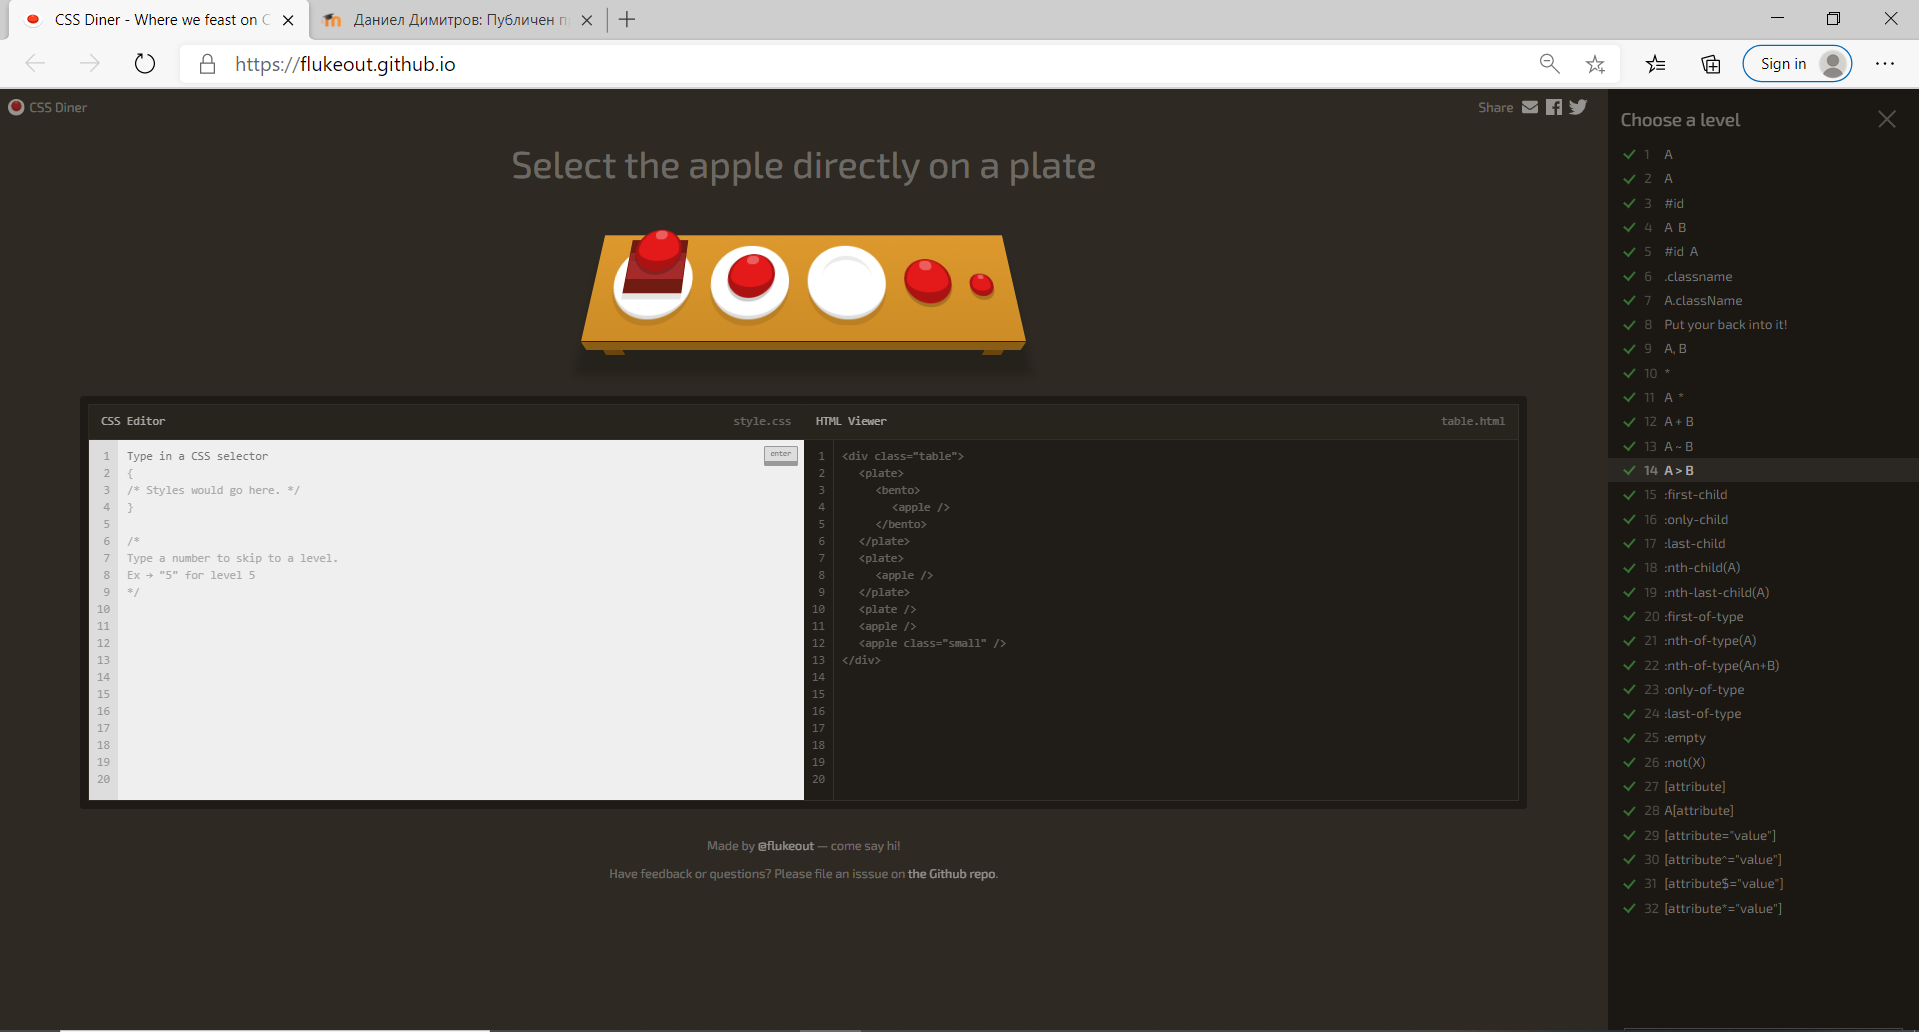 CSS Diner - Where we feast on C
Даниел Димитров: Публичен п
https://flukeout.github.io
Sign in
CSS Diner
Share
Select the apple directly on a plate
CSS Editor
style.css
1 Type in a CSS selector
enter
2 {
3 /* Styles would go here. */
4 }
5
6 /*
7 Type a number to skip to a level.
8 Ex → "5" for level 5
9 */
10
11
12
13
14
15
16
17
18
19
20
HTML Viewer
table.html
1 <div class="table">
2 <plate>
3 <bento>
4 <apple />
5 </bento>
6 </plate>
7 <plate>
8 <apple />
9 </plate>
10 <plate />
11 <apple />
12 <apple class="small" />
13 </div>
14
15
16
17
18
19
20
Made by @flukeout — come say hi!
Have feedback or questions? Please file an isssue on the Github repo.
Choose a level
1 A
2 A
3 #id
4 A B
5 #id A
6 .classname
7 A.className
8 Put your back into it!
9 A, B
10 *
11 A *
12 A + B
13 A ~ B
14 A > B
15 :first-child
16 :only-child
17 :last-child
18 :nth-child(A)
19 :nth-last-child(A)
20 :first-of-type
21 :nth-of-type(A)
22 :nth-of-type(An+B)
23 :only-of-type
24 :last-of-type
25 :empty
26 :not(X)
27 [attribute]
28 A[attribute]
29 [attribute="value"]
30 [attribute^="value"]
31 [attribute$="value"]
32 [attribute*="value"]